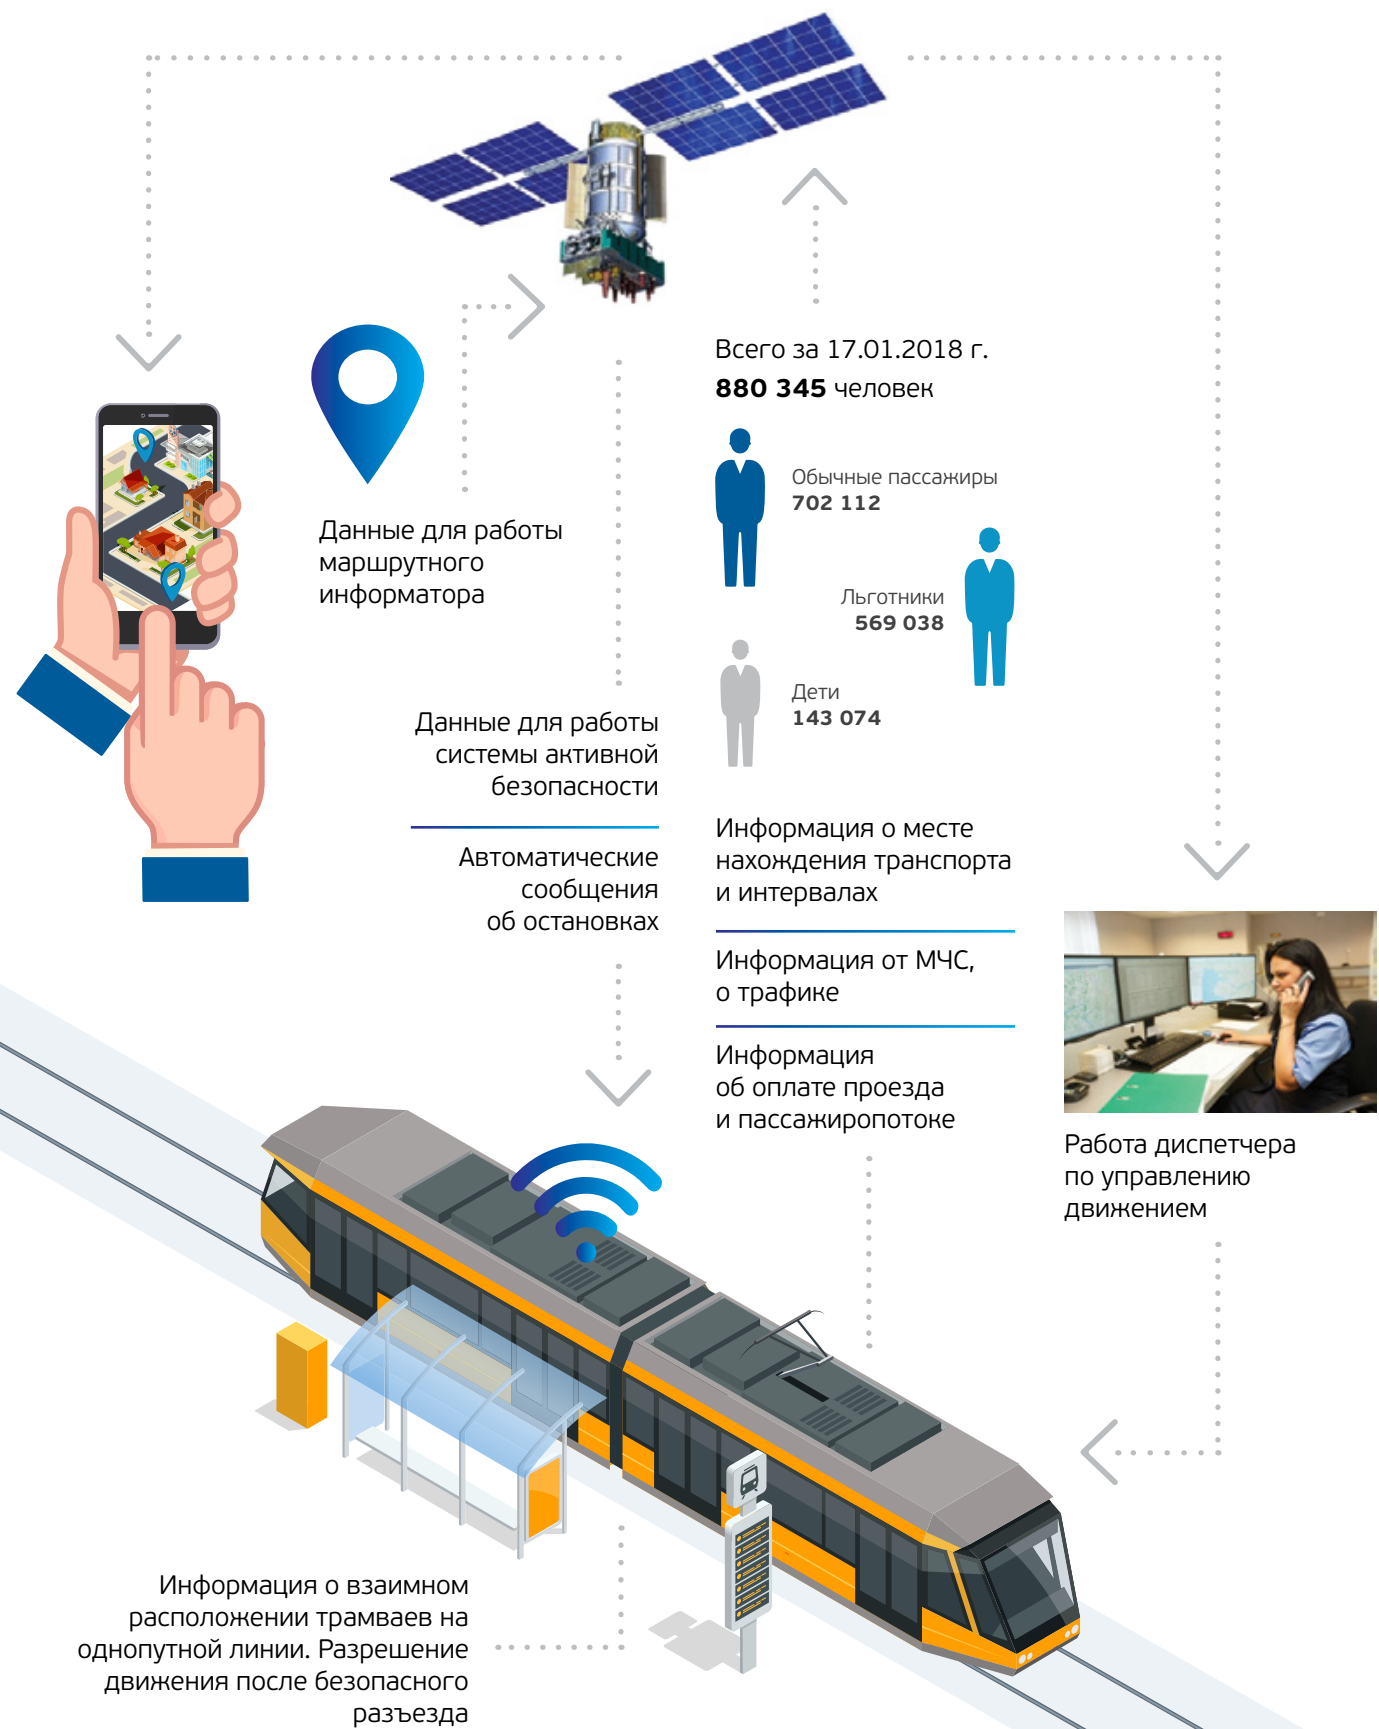 Всего за 17.01.2018 г.
880 345 человек
Обычные пассажиры
702 112
Льготники
569 038
Дети
143 074
Данные для работы
маршрутного
информатора
Данные для работы
системы активной
безопасности
Автоматические
сообщения
об остановках
Информация о месте
нахождения транспорта
и интервалах
Информация от МЧС,
о трафике
Информация
об оплате проезда
и пассажиропотоке
Работа диспетчера
по управлению
движением
Информация о взаимном
расположении трамваев на
однопутной линии. Разрешение
движения после безопасного
разъезда